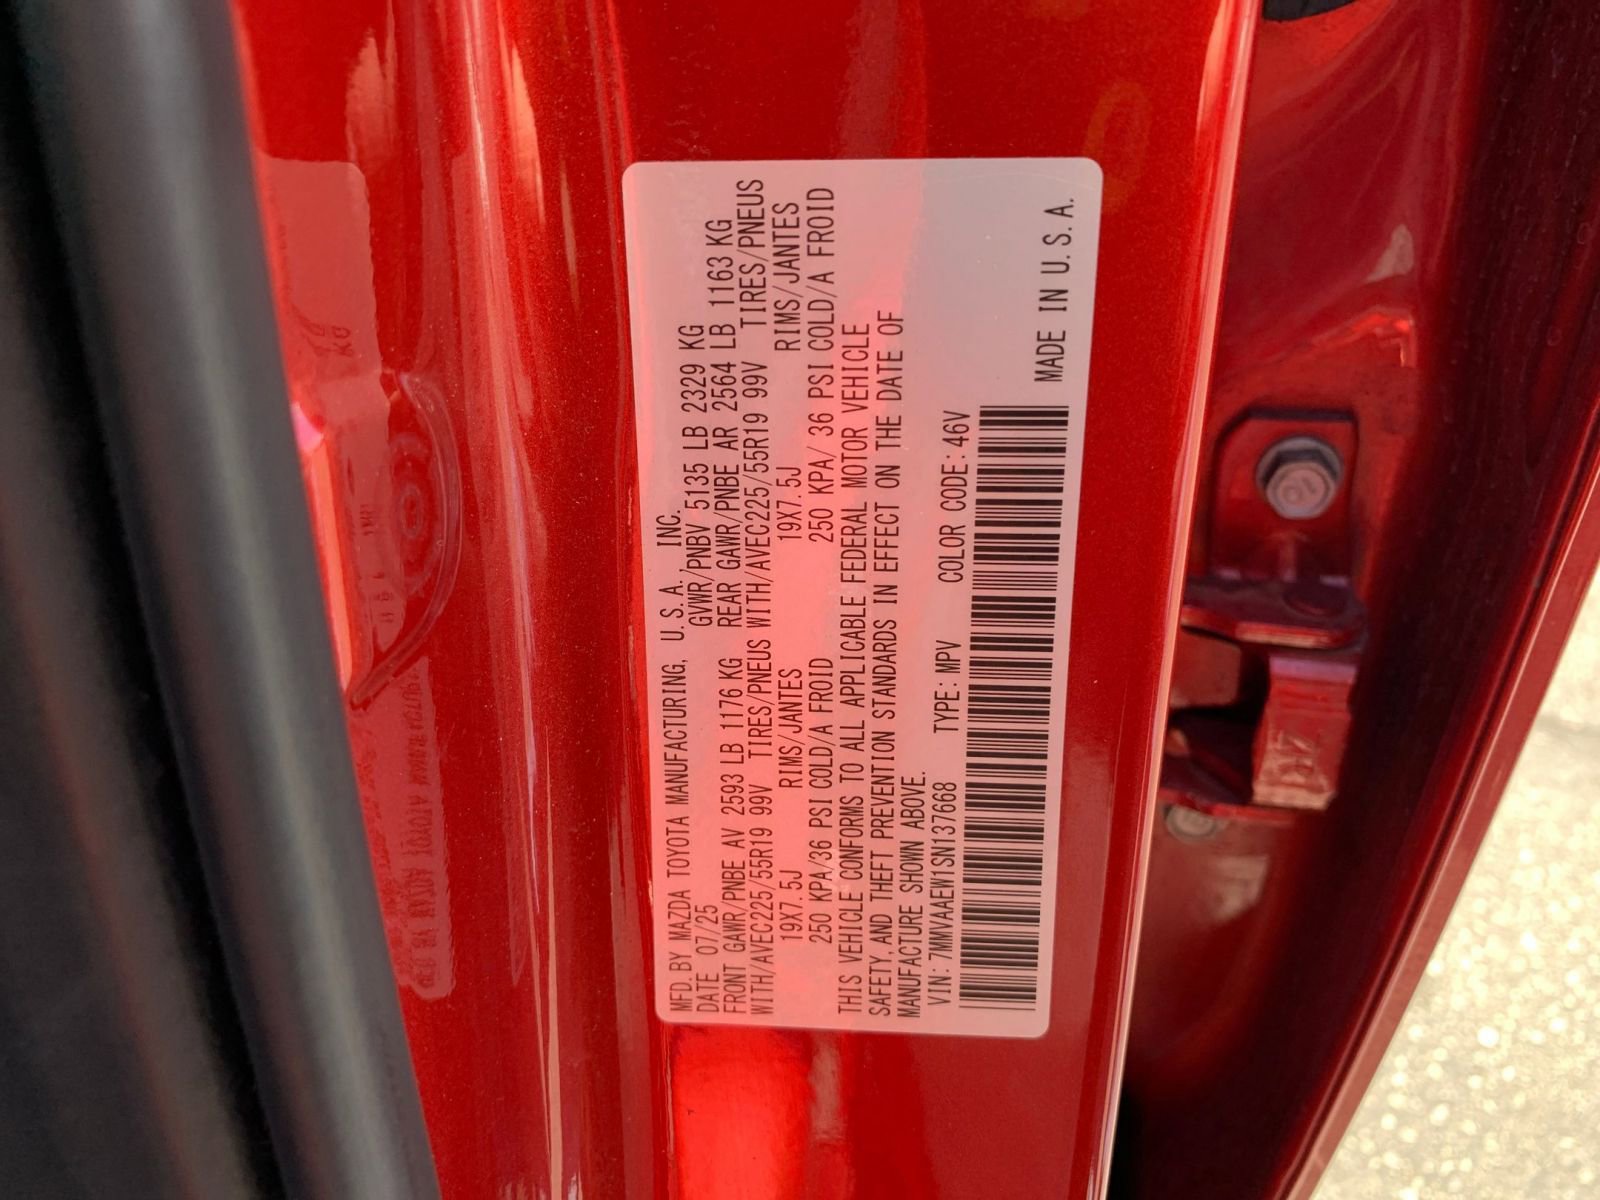 MFD. BY MAZDA TOYOTA MANUFACTURING, U.S.A., INC.
DATE 07/25 GVWR/PNBV 5135 LB 2329 KG
FRONT GAWR/PNBE AV 2593 LB 1176 KG REAR GAWR/PNBE AR 2564 LB 1163 KG
WITH/AVEC225/55R19 99V TIRES/PNEUS WITH/AVEC225/55R19 99V TIRES/PNEUS
19X7.5J RIMS/JANTES 19X7.5J RIMS/JANTES
250 KPA/36 PSI COLD/A FROID 250 KPA/ 36 PSI COLD/A FROID
THIS VEHICLE CONFORMS TO ALL APPLICABLE FEDERAL MOTOR VEHICLE
SAFETY, AND THEFT PREVENTION STANDARDS IN EFFECT ON THE DATE OF
MANUFACTURE SHOWN ABOVE.
VIN: 7MMVAAEW1SN137668 TYPE: MPV COLOR CODE: 46V
MADE IN U.S.A.